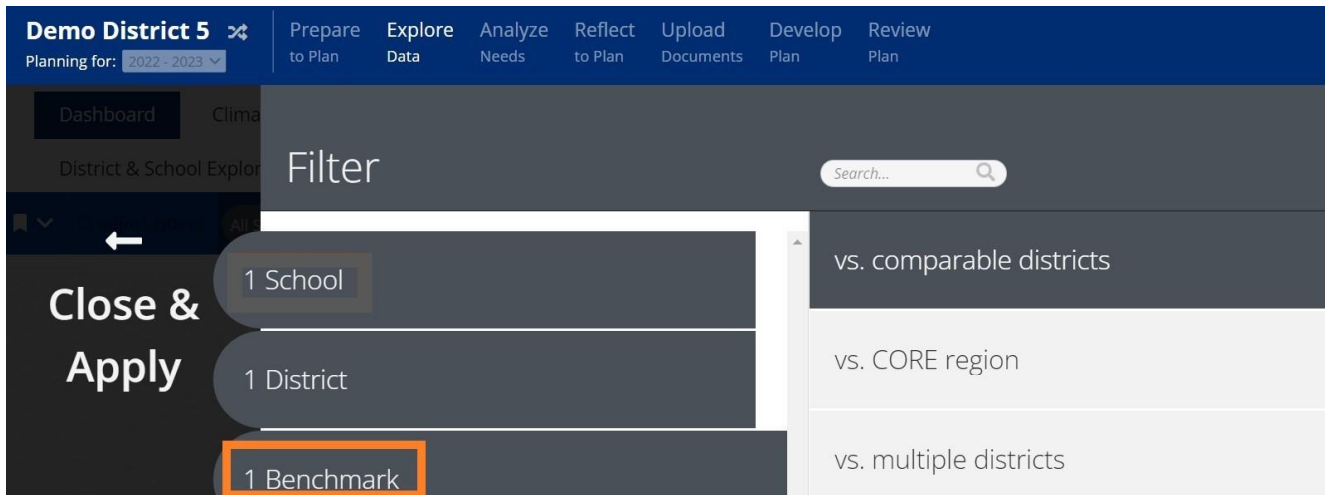 Demo District 5
Planning for: 2022 - 2023
Prepare to Plan
Explore Data
Analyze Needs
Reflect to Plan
Upload Documents
Develop Plan
Review Plan
Dashboard Clima
District & School Explor
Filter
Search...
All S
Close &
Apply
1 School
1 District
1 Benchmark
vs. comparable districts
vs. CORE region
vs. multiple districts